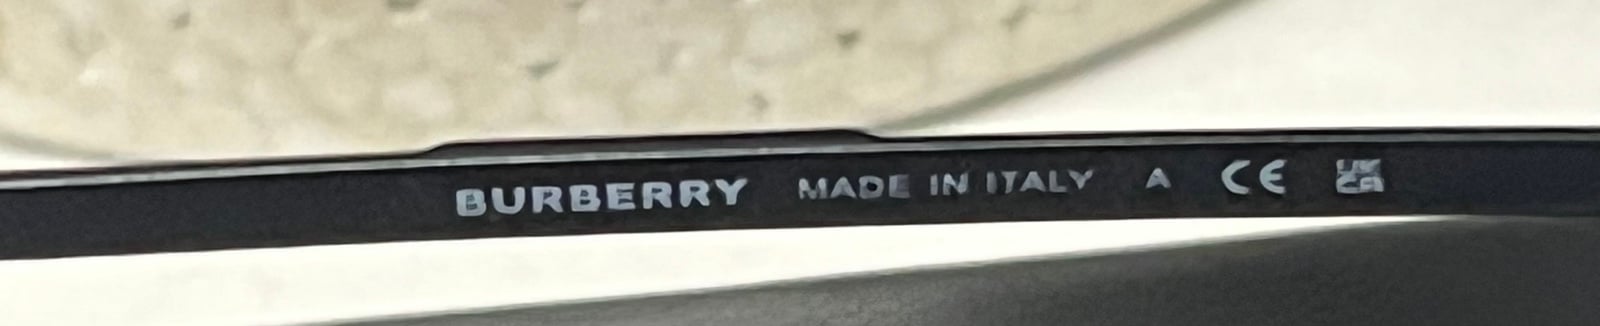 BURBERRY MADE IN ITALY A CE UK CA